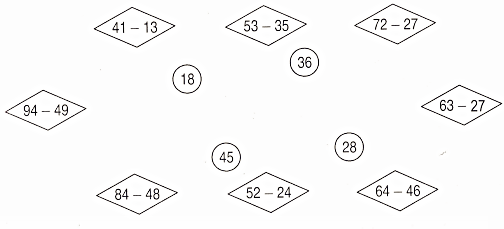 41 – 13
53 – 35
72 – 27
36
18
94 – 49
63 – 27
45
28
84 – 48
52 – 24
64 – 46